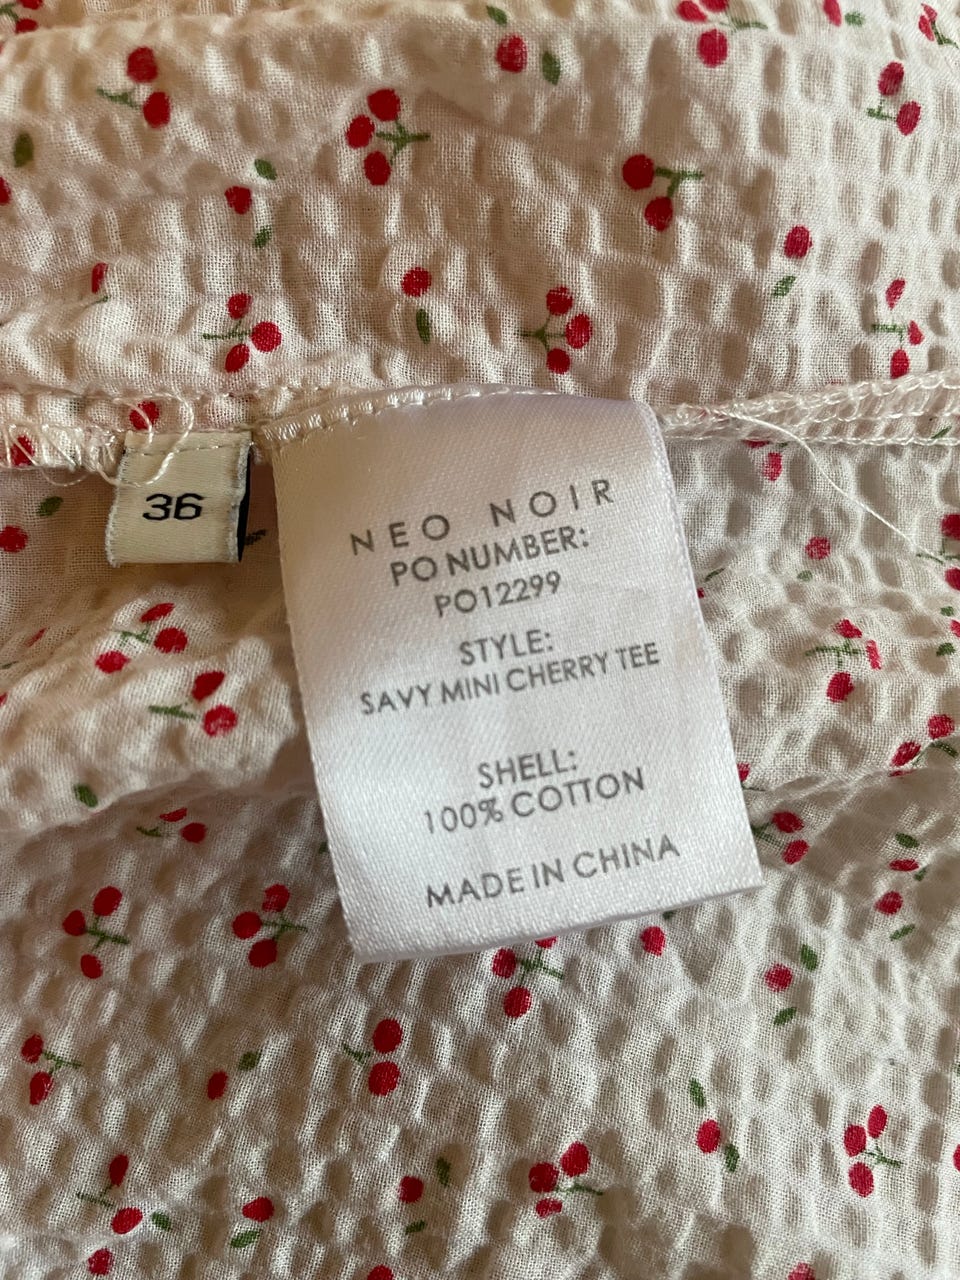 36
NEO NOIR
PO NUMBER:
PO12299
STYLE:
SAVY MINI CHERRY TEE
SHELL:
100% COTTON
MADE IN CHINA